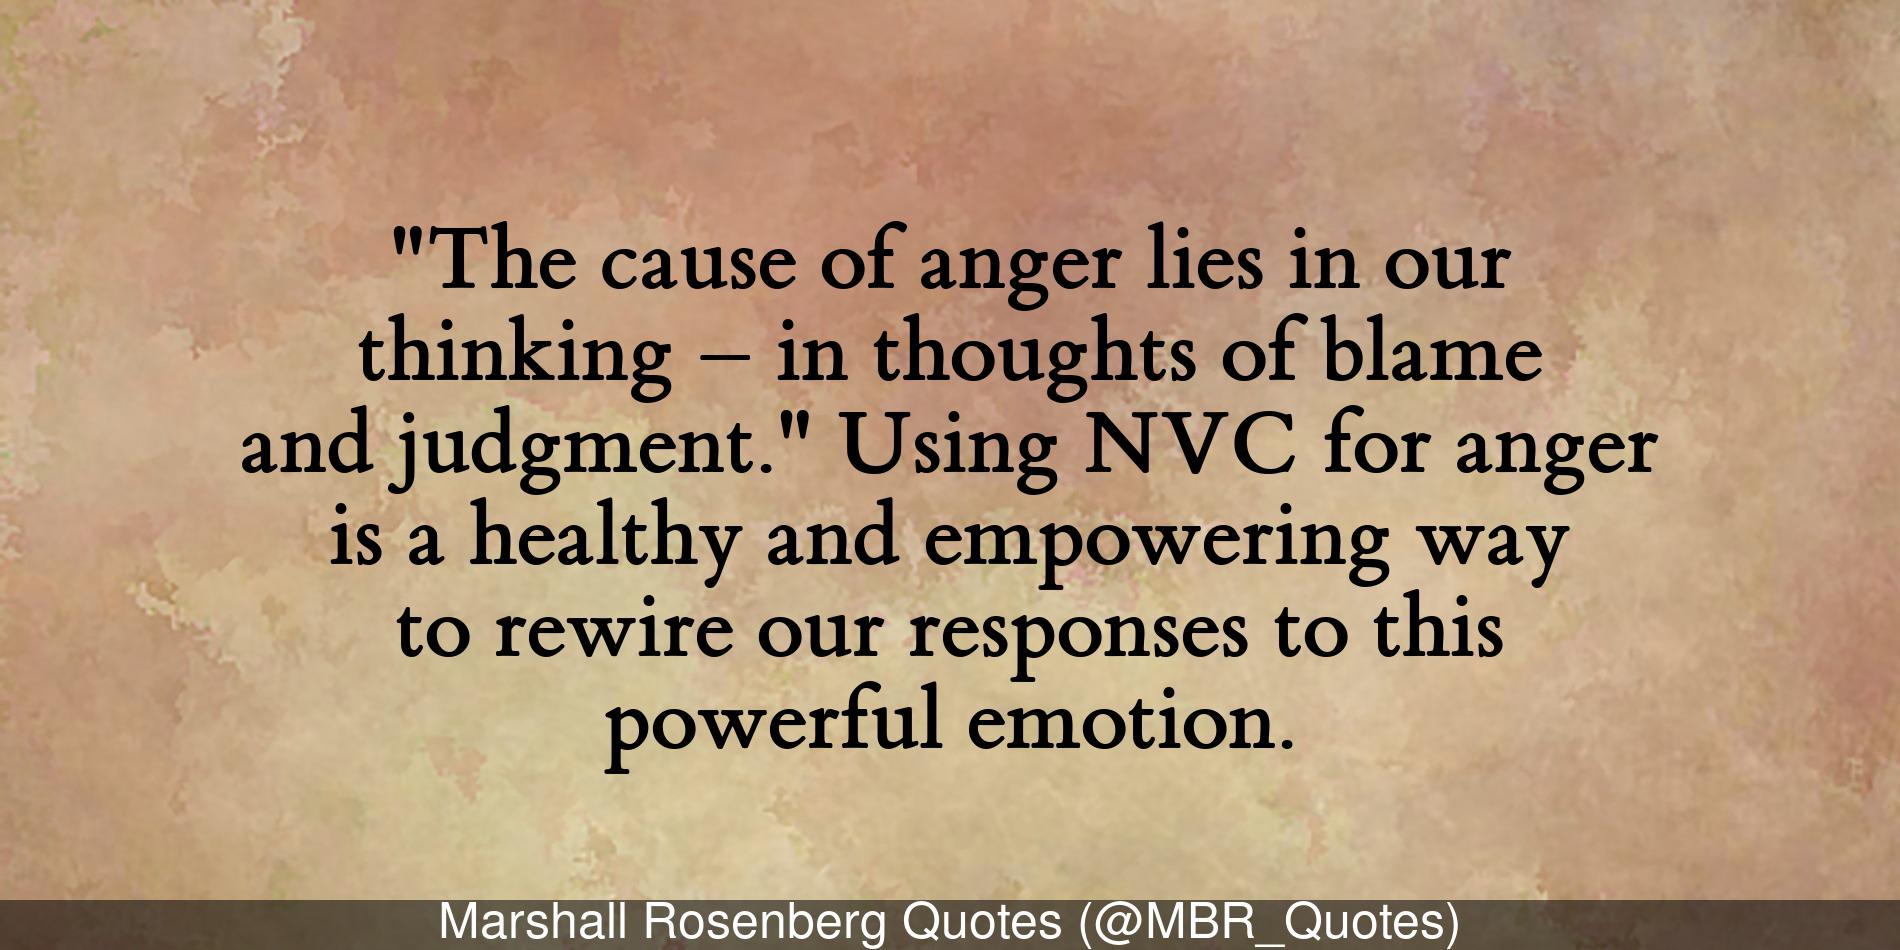 "The cause of anger lies in our
thinking – in thoughts of blame
and judgment." Using NVC for anger
is a healthy and empowering way
to rewire our responses to this
powerful emotion.
Marshall Rosenberg Quotes (@MBR_Quotes)